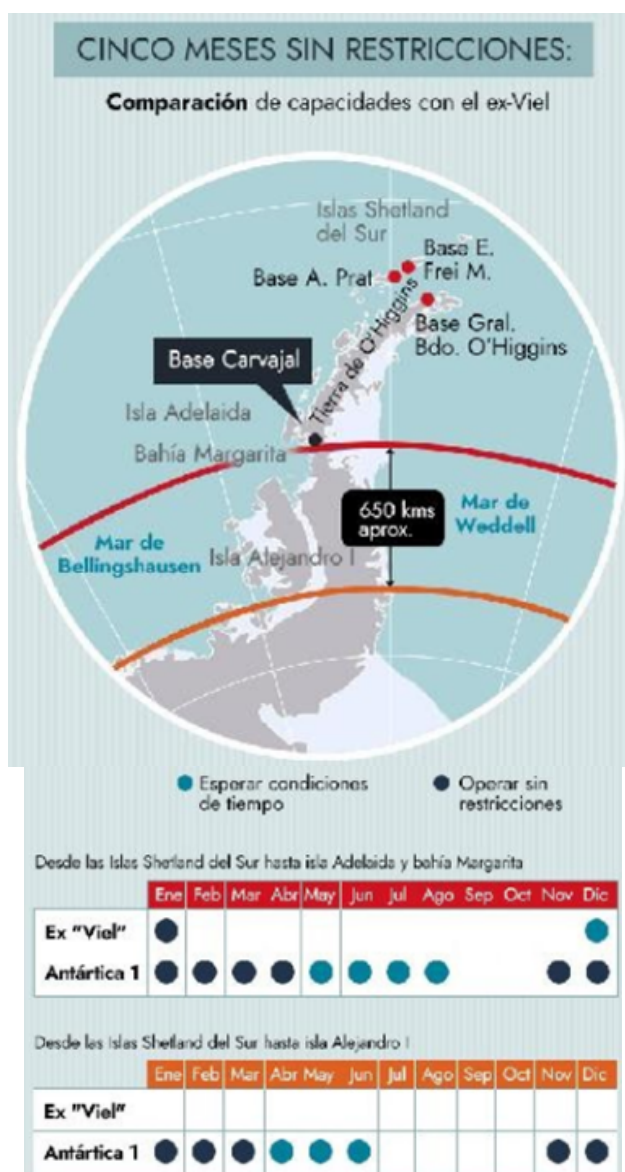 CINCO MESES SIN RESTRICCIONES:
Comparación de capacidades con el ex-Viel
Islas Shetland
del Sur
Base E.
Frei M.
Base A. Prat
Tierra de O'Higgins
Base Gral.
Bdo. O'Higgins
Base Carvajal
Isla Adelaida
Bahía Margarita
650 kms
aprox.
Mar de
Weddell
Mar de
Bellingshausen
Isla Alejandro I
Esperar condiciones
de tiempo
Operar sin
restricciones
Desde las Islas Shetland del Sur hasta isla Adelaida y bahía Margarita
Ene Feb Mar Abr May Jun Jul Ago Sep Oct Nov Dic
Ex "Viel"
Antártica 1
Desde las Islas Shetland del Sur hasta isla Alejandro I
Ene Feb Mar Abr May Jun Jul Ago Sep Oct Nov Dic
Ex "Viel"
Antártica 1